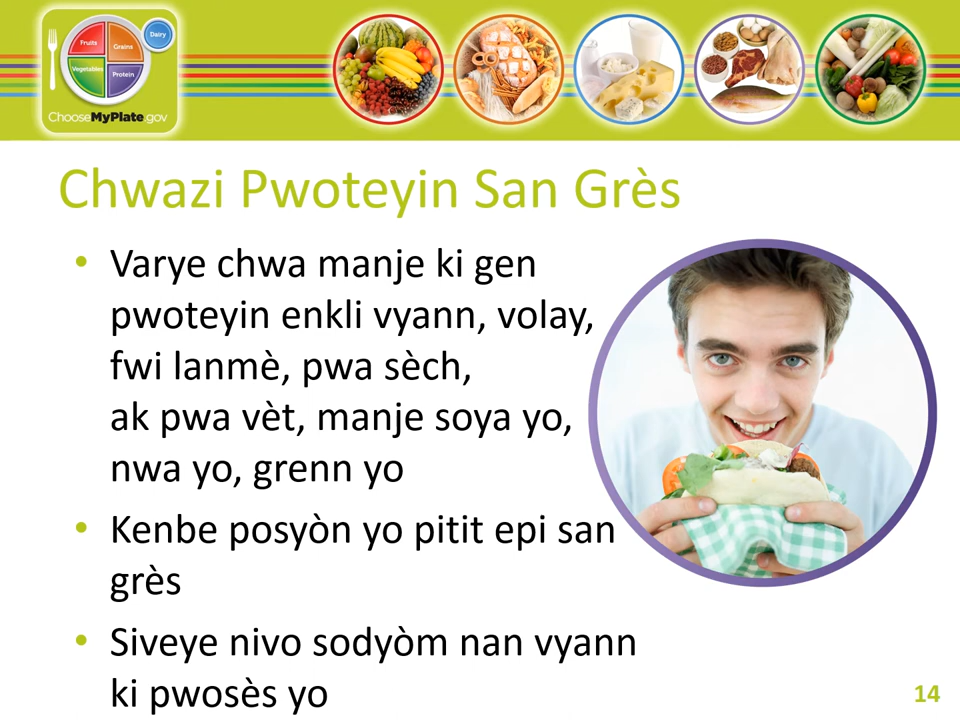 Fruits
Grains
Dairy
Vegetables
Protein
ChooseMyPlate.gov
Chwazi Pwoteyin San Grès
• Varye chwa manje ki gen
pwoteyin enkli vyann, volay,
fwi lanmè, pwa sèch,
ak pwa vèt, manje soya yo,
nwa yo, grenn yo
• Kenbe posyòn yo pitit epi san
grès
• Siveye nivo sodyòm nan vyann
ki pwosès yo
14